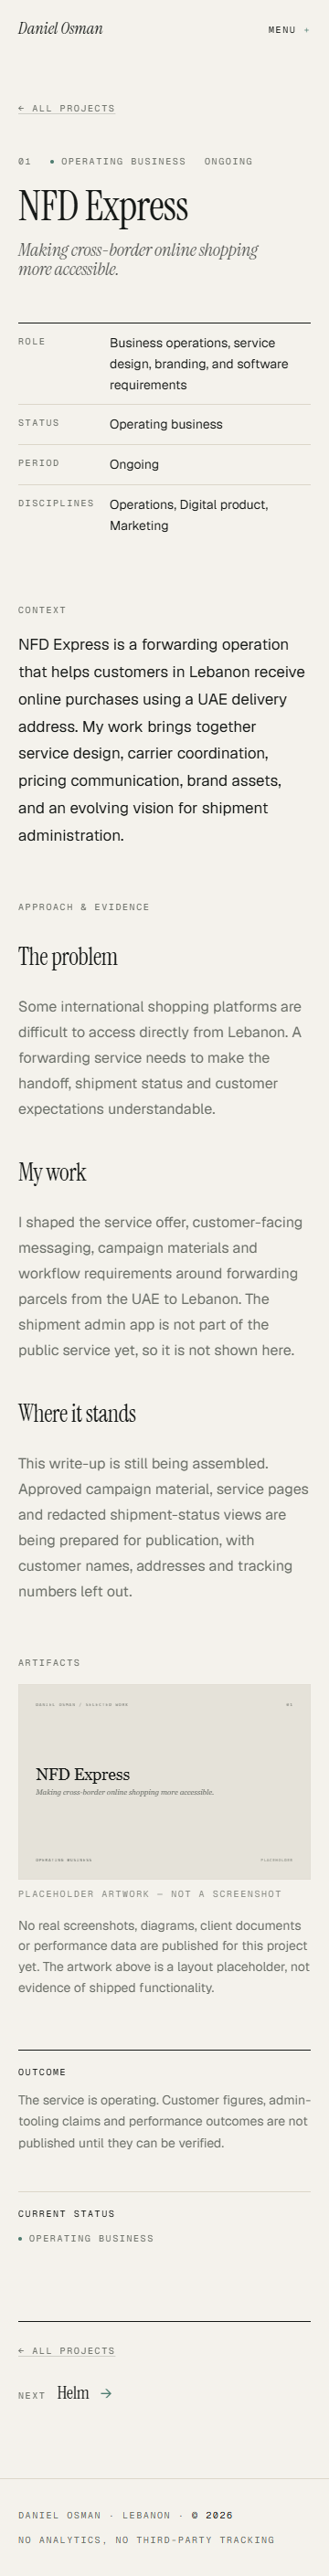 Daniel Osman
MENU +
← ALL PROJECTS
01 • OPERATING BUSINESS ONGOING
NFD Express
Making cross-border online shopping
more accessible.
ROLE
Business operations, service
design, branding, and software
requirements
STATUS
Operating business
PERIOD
Ongoing
DISCIPLINES
Operations, Digital product,
Marketing
CONTEXT
NFD Express is a forwarding operation
that helps customers in Lebanon receive
online purchases using a UAE delivery
address. My work brings together
service design, carrier coordination,
pricing communication, brand assets,
and an evolving vision for shipment
administration.
APPROACH & EVIDENCE
The problem
Some international shopping platforms are
difficult to access directly from Lebanon. A
forwarding service needs to make the
handoff, shipment status and customer
expectations understandable.
My work
I shaped the service offer, customer-facing
messaging, campaign materials and
workflow requirements around forwarding
parcels from the UAE to Lebanon. The
shipment admin app is not part of the
public service yet, so it is not shown here.
Where it stands
This write-up is still being assembled.
Approved campaign material, service pages
and redacted shipment-status views are
being prepared for publication, with
customer names, addresses and tracking
numbers left out.
ARTIFACTS
DANIEL OSMAN / SELECTED WORK
01
NFD Express
Making cross-border online shopping more accessible.
OPERATING BUSINESS
PLACEHOLDER
PLACEHOLDER ARTWORK — NOT A SCREENSHOT
No real screenshots, diagrams, client documents
or performance data are published for this project
yet. The artwork above is a layout placeholder, not
evidence of shipped functionality.
OUTCOME
The service is operating. Customer figures, admin-
tooling claims and performance outcomes are not
published until they can be verified.
CURRENT STATUS
• OPERATING BUSINESS
← ALL PROJECTS
NEXT Helm →
DANIEL OSMAN · LEBANON · © 2026
NO ANALYTICS, NO THIRD-PARTY TRACKING